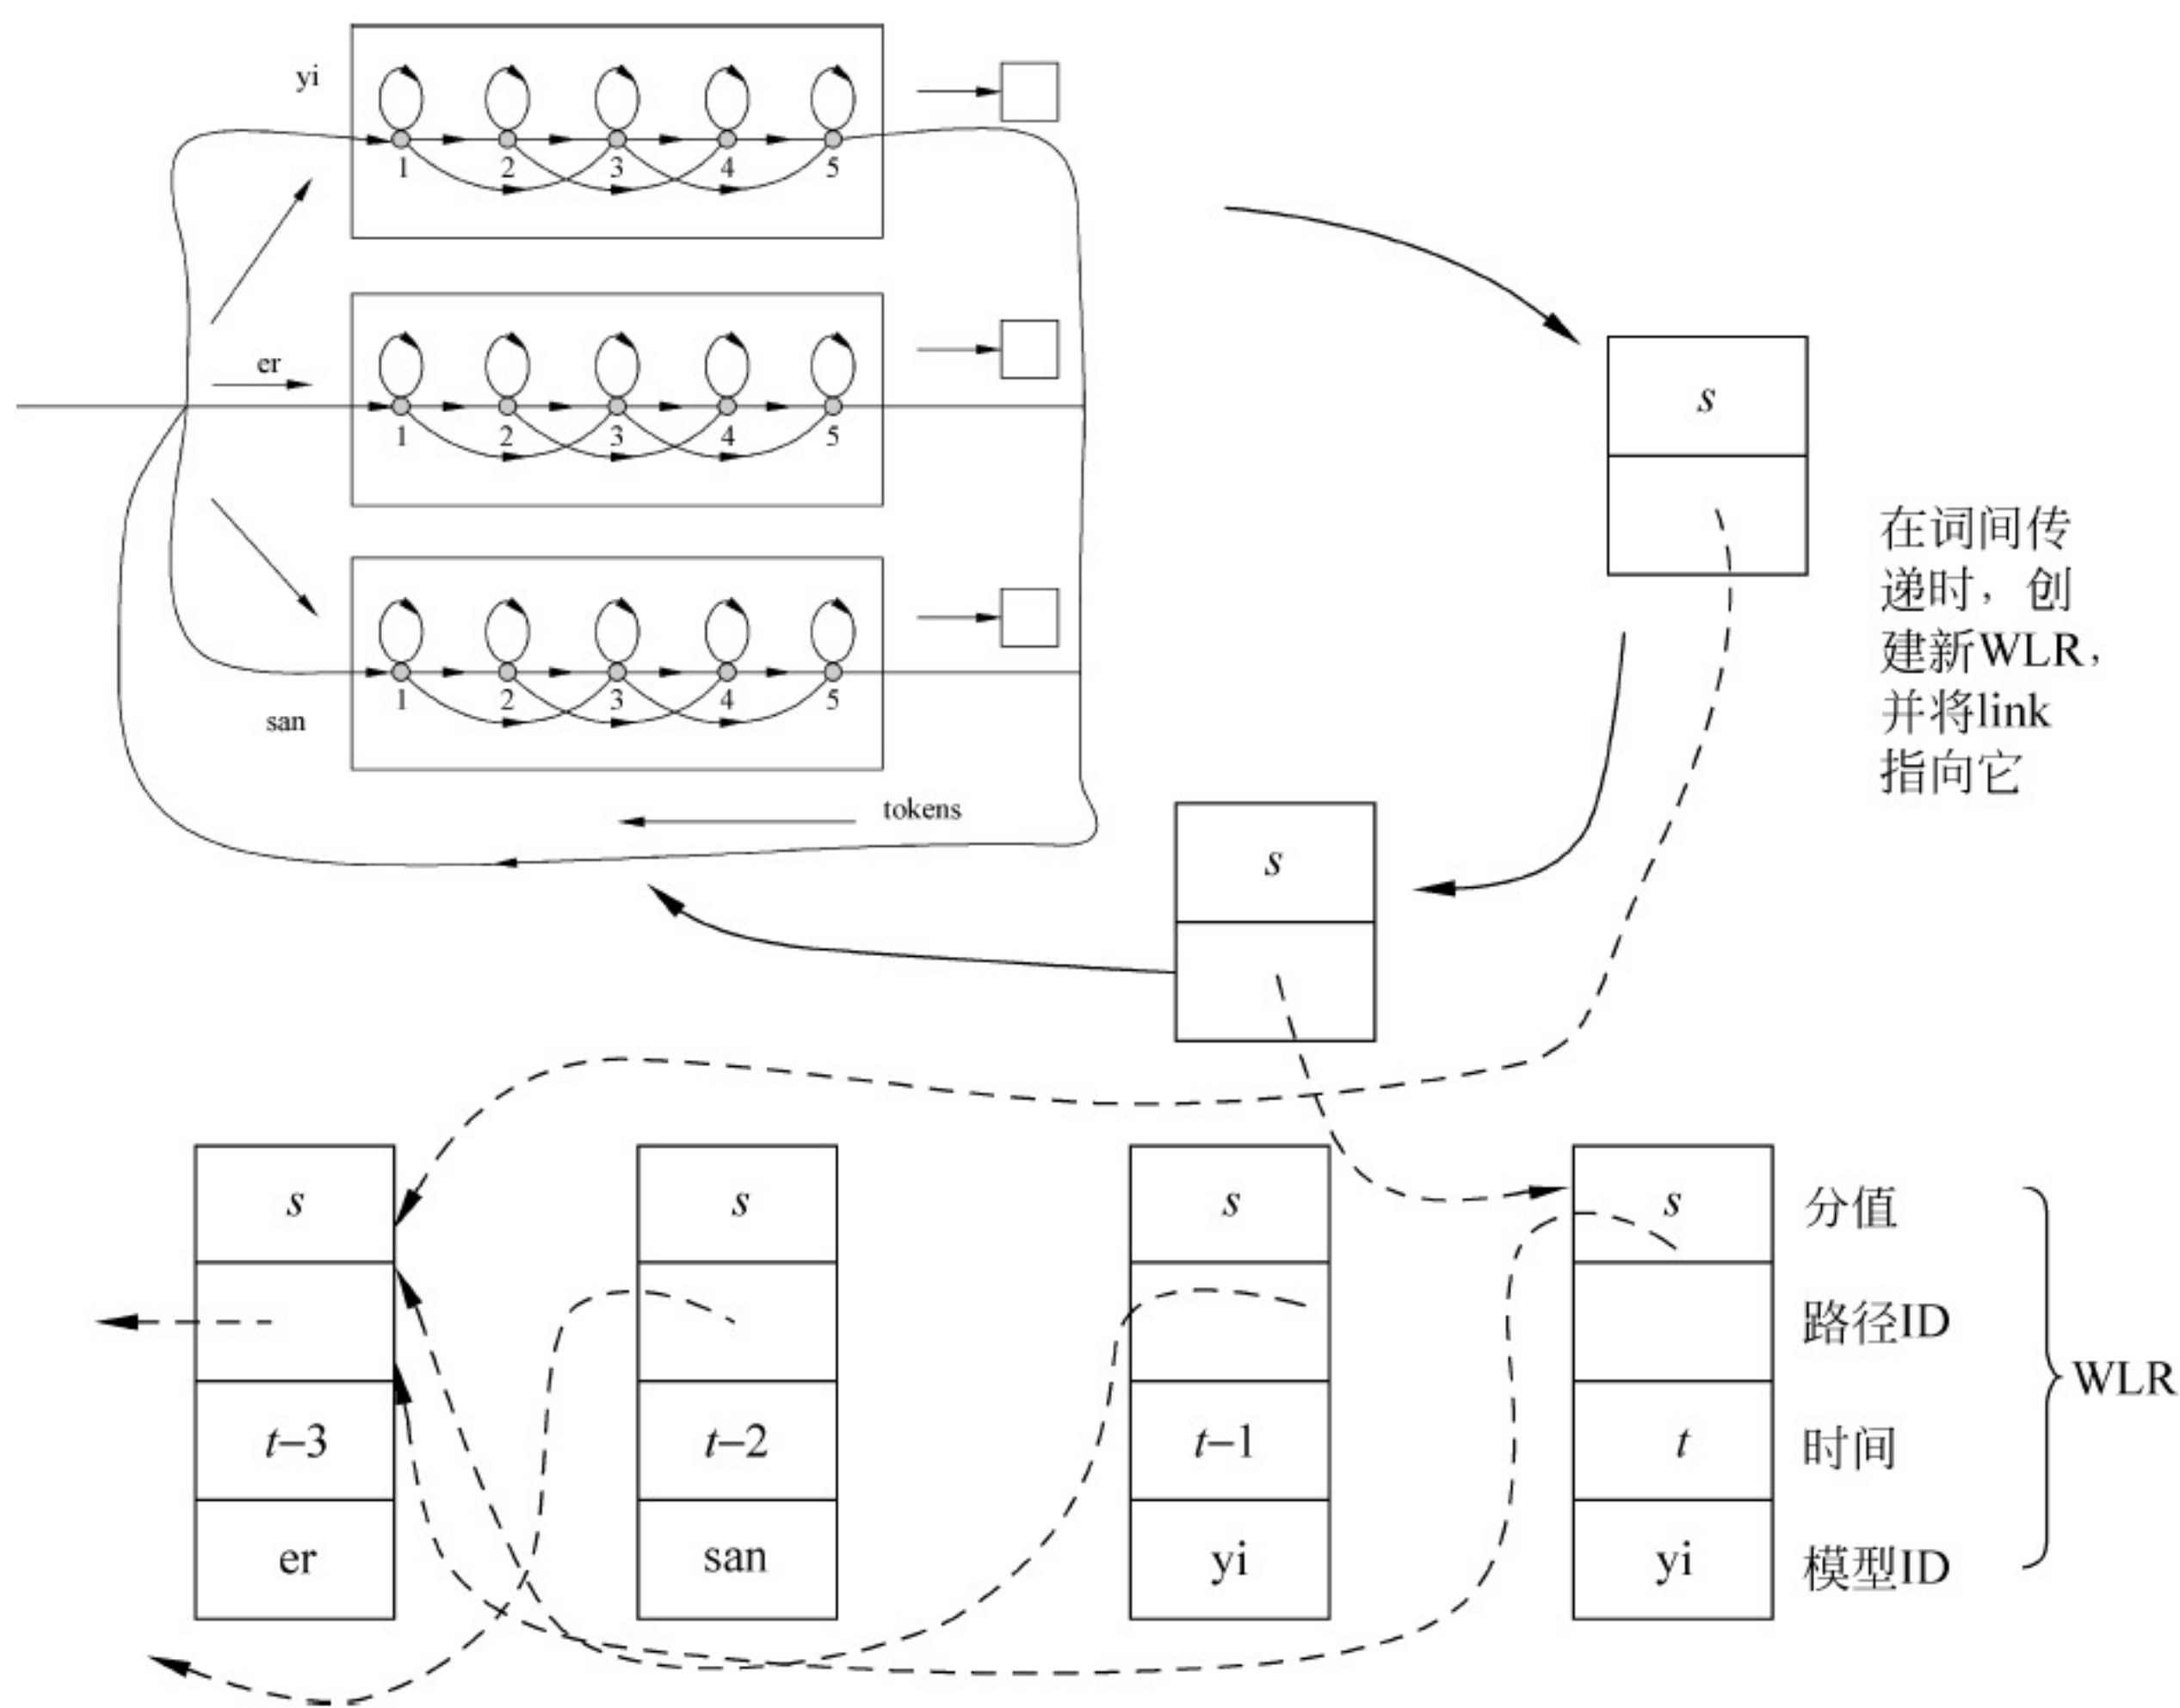 yi
1 2 3 4 5
er
1 2 3 4 5
1 2 3 4 5
san
tokens
s
在词间传
递时，创
建新WLR，
并将link
指向它
s
s s s s 分值
路径ID
t–3 t–2 t–1 t 时间
er san yi yi 模型ID
WLR